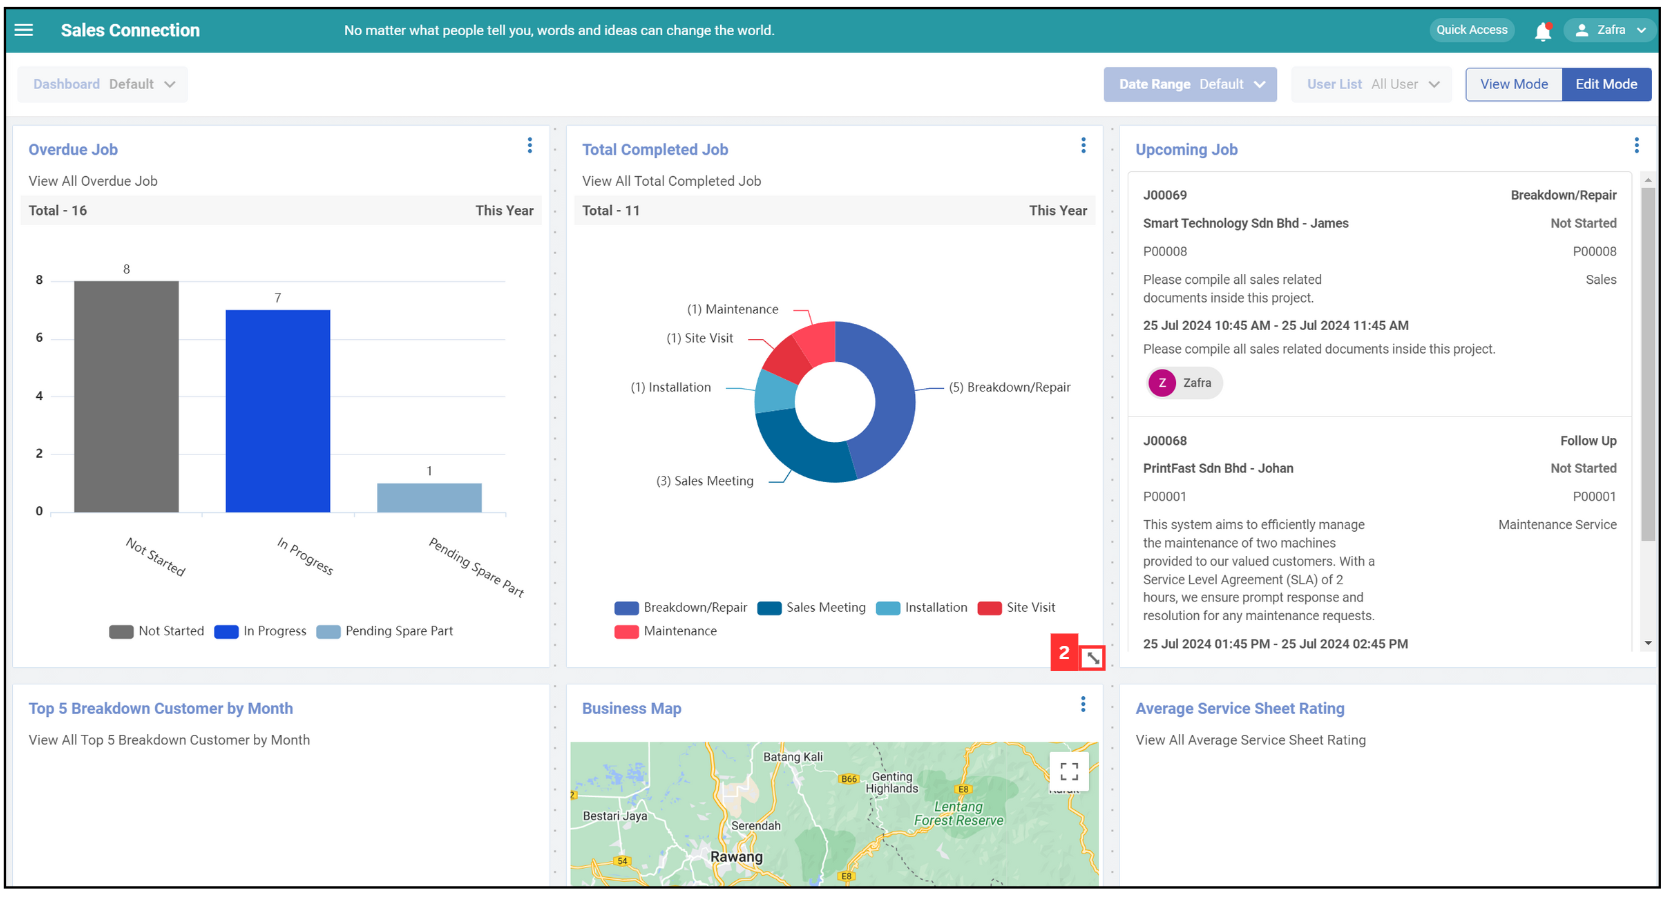 Sales Connection
No matter what people tell you, words and ideas can change the world.
Quick Access
Zafra
Dashboard Default
Date Range Default
User List All User
View Mode
Edit Mode
Overdue Job
View All Overdue Job
Total - 16
This Year
8
6
4
2
0
8
7
1
Not Started
In Progress
Pending Spare Part
Not Started
In Progress
Pending Spare Part
Total Completed Job
View All Total Completed Job
Total - 11
This Year
(1) Maintenance
(1) Site Visit
(1) Installation
(5) Breakdown/Repair
(3) Sales Meeting
Breakdown/Repair
Sales Meeting
Installation
Site Visit
Maintenance
2
Upcoming Job
J00069
Breakdown/Repair
Smart Technology Sdn Bhd - James
Not Started
P00008
P00008
Please compile all sales related
Sales
documents inside this project.
25 Jul 2024 10:45 AM - 25 Jul 2024 11:45 AM
Please compile all sales related documents inside this project.
Z
Zafra
J00068
Follow Up
PrintFast Sdn Bhd - Johan
Not Started
P00001
P00001
This system aims to efficiently manage
Maintenance Service
the maintenance of two machines
provided to our valued customers. With a
Service Level Agreement (SLA) of 2
hours, we ensure prompt response and
resolution for any maintenance requests.
25 Jul 2024 01:45 PM - 25 Jul 2024 02:45 PM
Top 5 Breakdown Customer by Month
View All Top 5 Breakdown Customer by Month
Business Map
Batang Kali
B66
Genting
Highlands
E8
2
Lentang
Forest Reserve
Bestari Jaya
Serendah
Rawang
54
E8
Average Service Sheet Rating
View All Average Service Sheet Rating